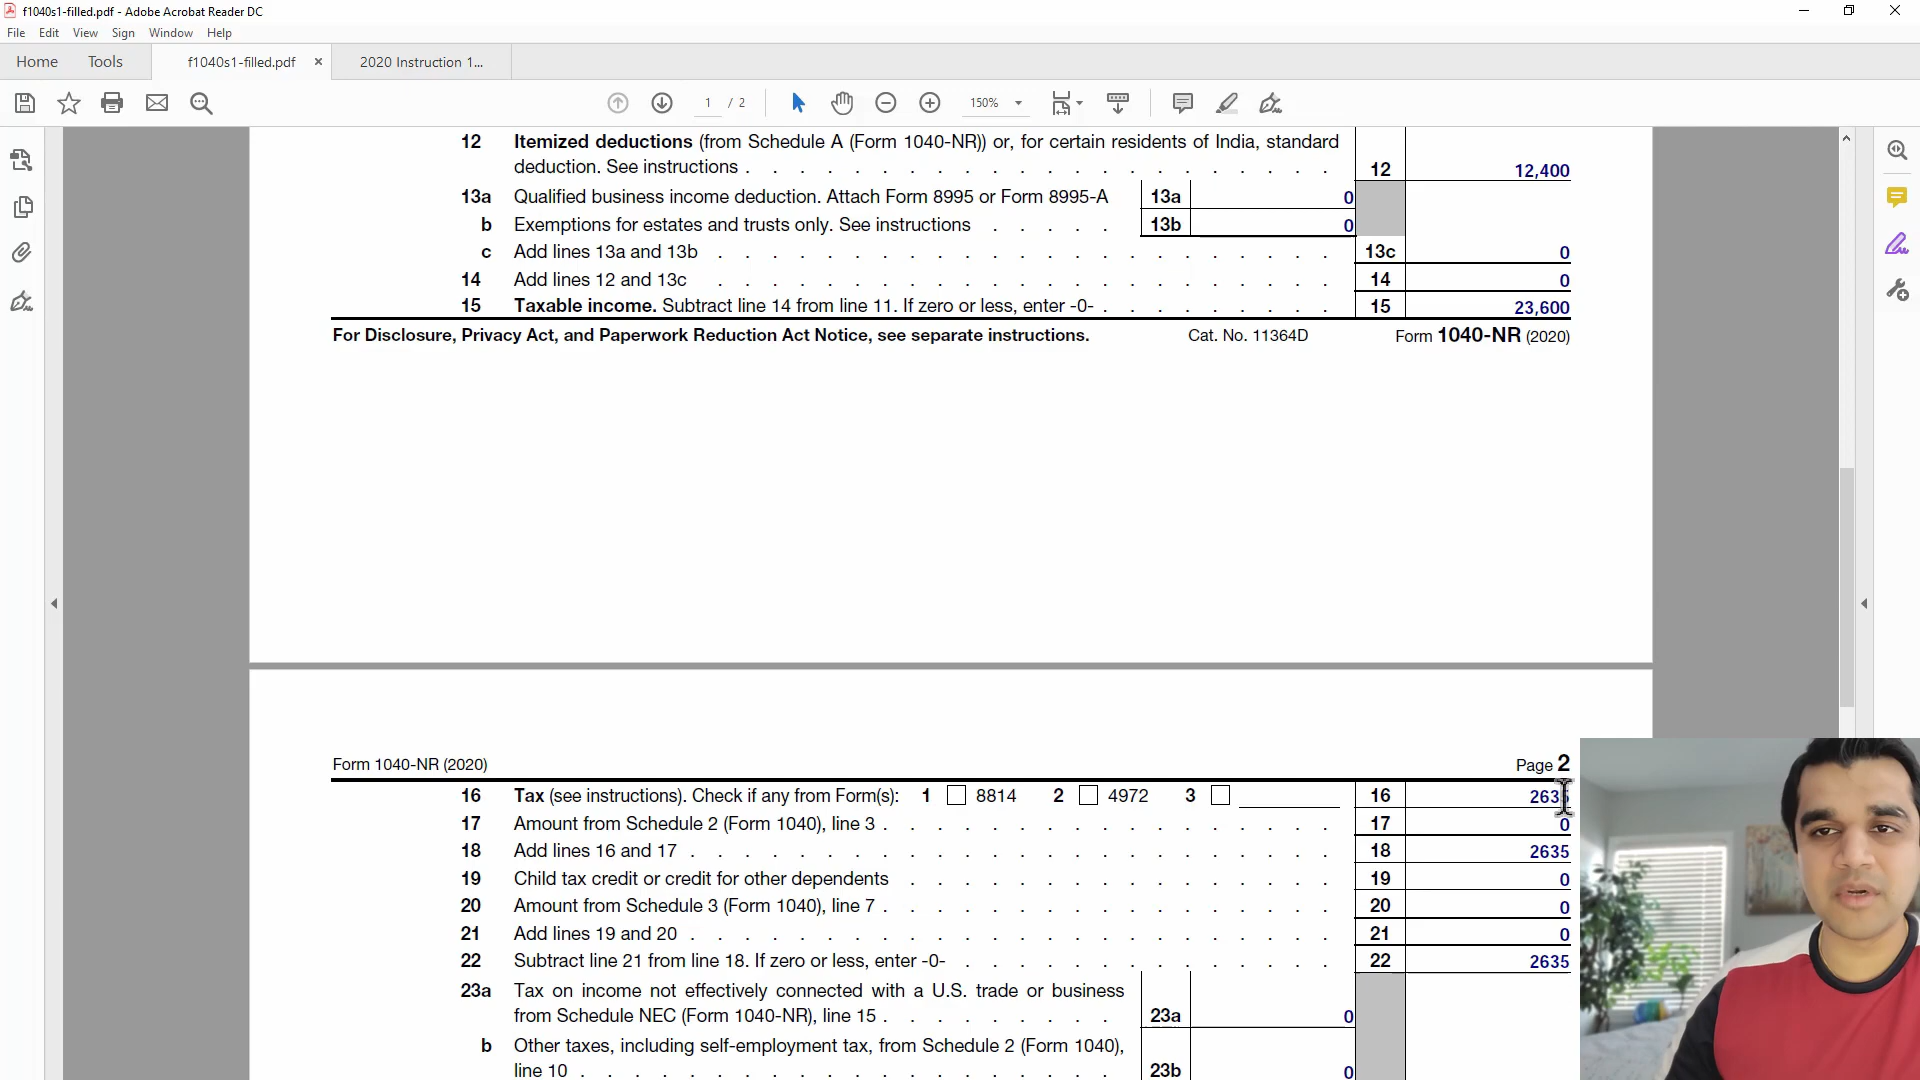 f1040s1-filled.pdf - Adobe Acrobat Reader DC
File Edit View Sign Window Help
Home Tools f1040s1-filled.pdf × 2020 Instruction 1...
1 / 2 150%
12 Itemized deductions (from Schedule A (Form 1040-NR)) or, for certain residents of India, standard
deduction. See instructions . . . . . . . . . . . . . . . . . . . . . . 12 12,400
13a Qualified business income deduction. Attach Form 8995 or Form 8995-A 13a 0
b Exemptions for estates and trusts only. See instructions . . . . . 13b 0
c Add lines 13a and 13b . . . . . . . . . . . . . . . . . . . . . . . 13c 0
14 Add lines 12 and 13c . . . . . . . . . . . . . . . . . . . . . . . 14 0
15 Taxable income. Subtract line 14 from line 11. If zero or less, enter -0- . . . . . . . . . 15 23,600
For Disclosure, Privacy Act, and Paperwork Reduction Act Notice, see separate instructions. Cat. No. 11364D Form 1040-NR (2020)
Form 1040-NR (2020) Page 2
16 Tax (see instructions). Check if any from Form(s): 1 8814 2 4972 3 16 2635
17 Amount from Schedule 2 (Form 1040), line 3 . . . . . . . . . . . . . . . . . 17 0
18 Add lines 16 and 17 . . . . . . . . . . . . . . . . . . . . . . . . 18 2635
19 Child tax credit or credit for other dependents . . . . . . . . . . . . . . . . 19 0
20 Amount from Schedule 3 (Form 1040), line 7 . . . . . . . . . . . . . . . . . 20 0
21 Add lines 19 and 20 . . . . . . . . . . . . . . . . . . . . . . . . 21 0
22 Subtract line 21 from line 18. If zero or less, enter -0- . . . . . . . . . . . . . . 22 2635
23a Tax on income not effectively connected with a U.S. trade or business
from Schedule NEC (Form 1040-NR), line 15 . . . . . . . . . 23a 0
b Other taxes, including self-employment tax, from Schedule 2 (Form 1040),
line 10 . . . . . . . . . . . . . . . . . . . . 23b 0